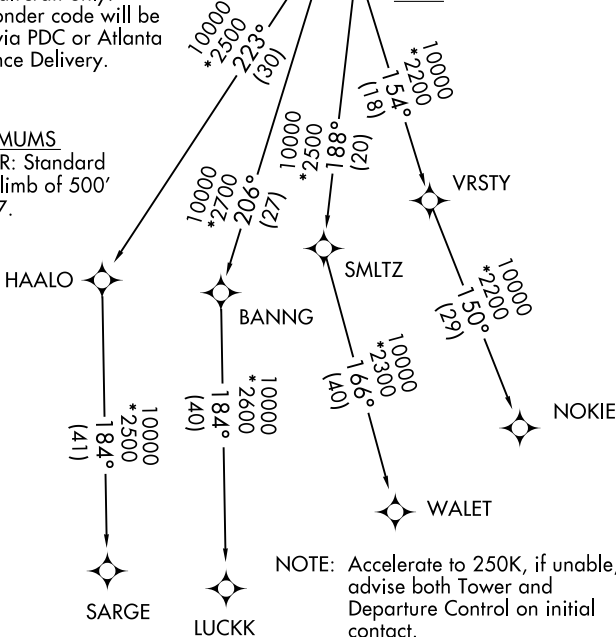 onder code will be
via PDC or Atlanta
nce Delivery.
10000
*2500
223°
(30)
10000
*2700
206°
(27)
10000
*2500
188°
(20)
10000
*2200
154°
(18)
MUMS
R: Standard
limb of 500'
7.
VRSTY
HAALO
BANNG
SMLTZ
10000
*2200
150°
(29)
10000
*2500
184°
(41)
10000
*2600
184°
(40)
10000
*2300
166°
(40)
NOKIE
WALET
SARGE
LUCKK
NOTE: Accelerate to 250K, if unable,
advise both Tower and
Departure Control on initial
contact.